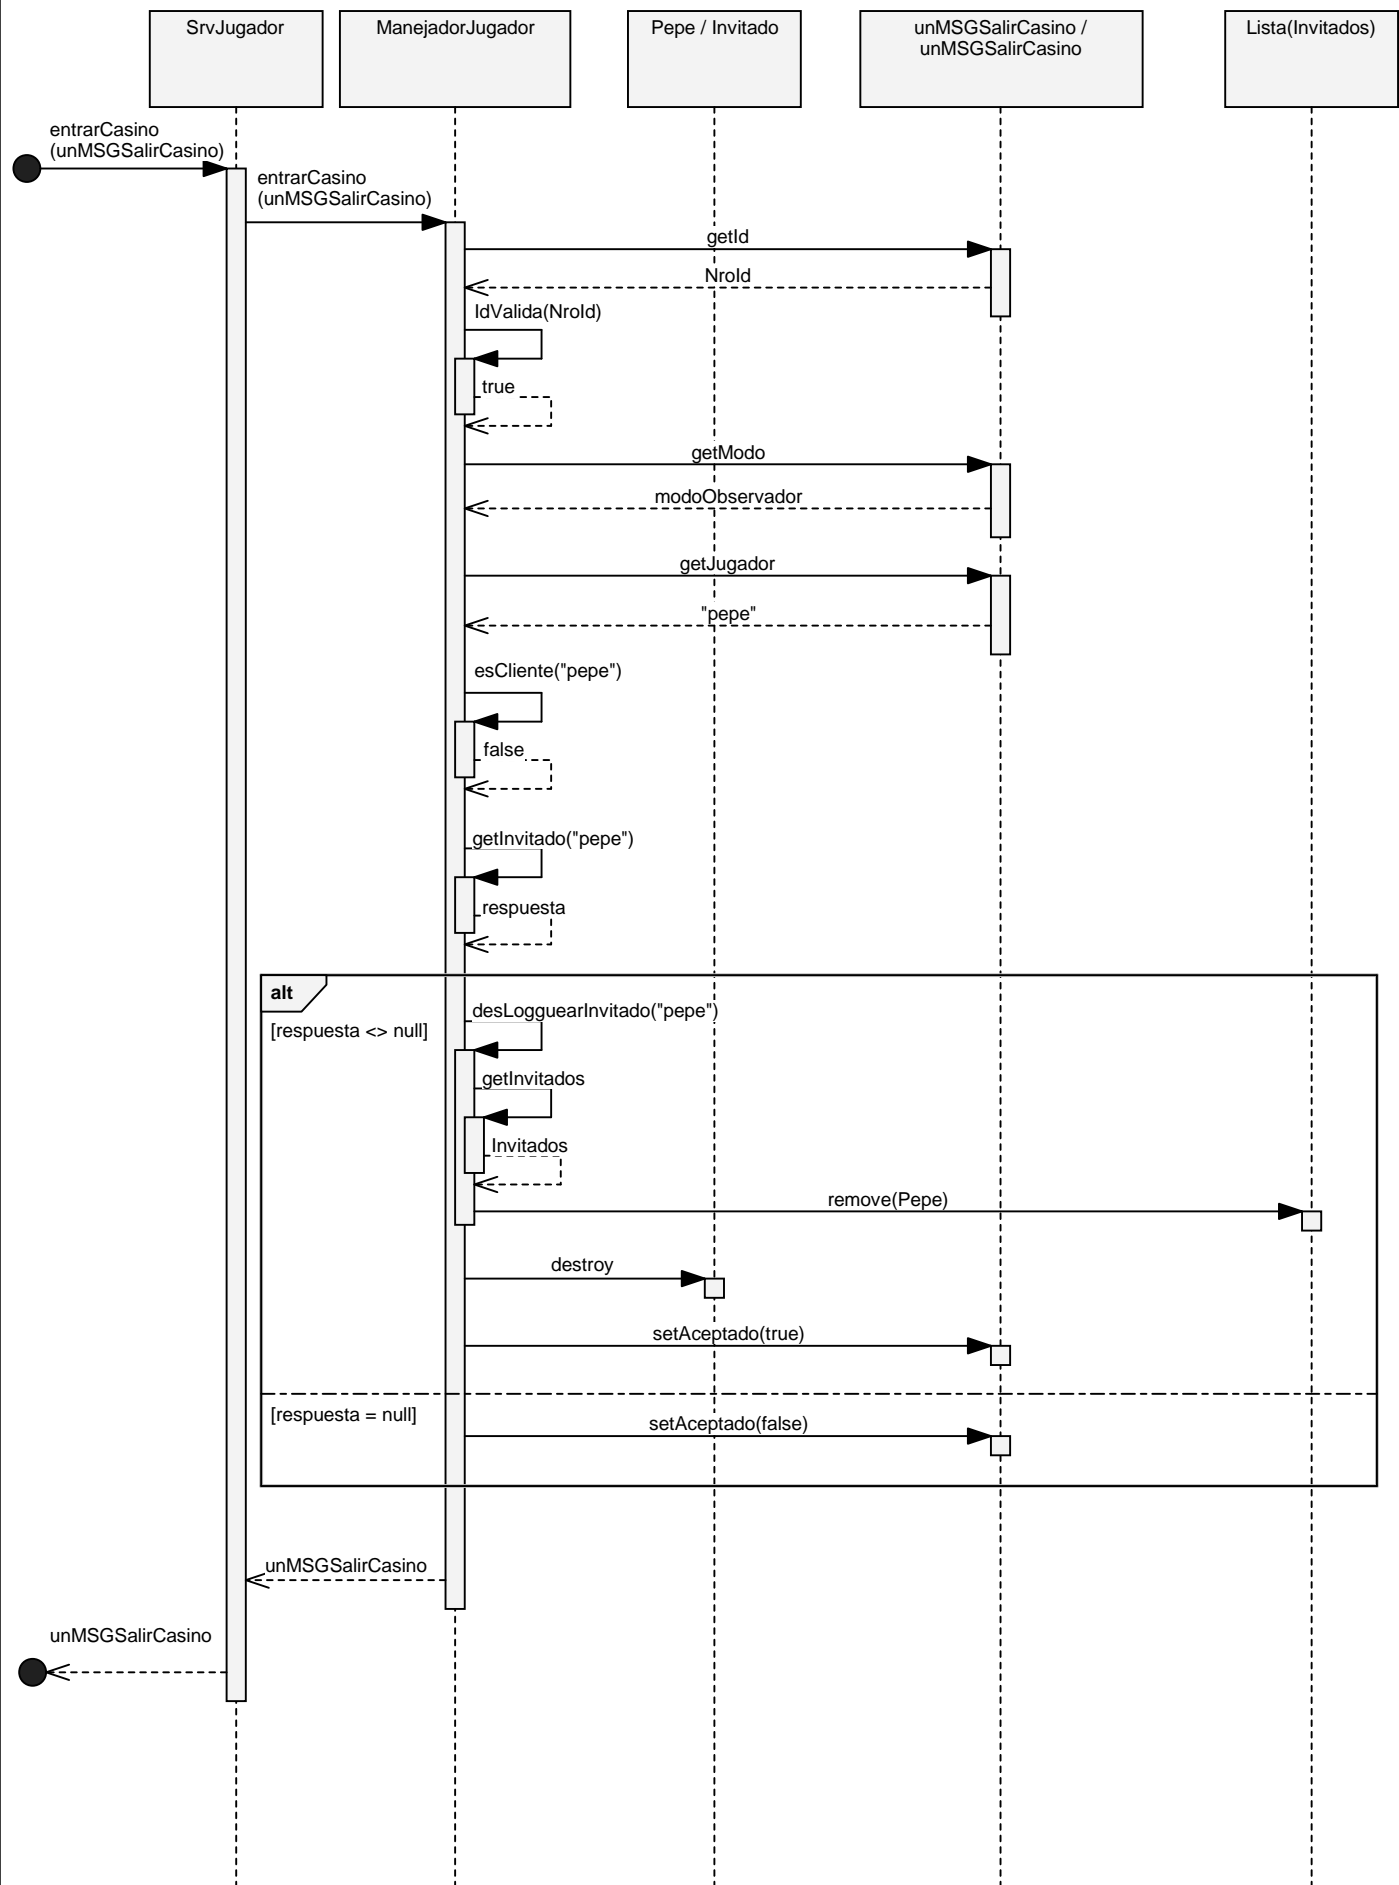 SrvJugador
ManejadorJugador
Pepe / Invitado
unMSGSalirCasino /
unMSGSalirCasino
Lista(Invitados)
entrarCasino
(unMSGSalirCasino)
entrarCasino
(unMSGSalirCasino)
getId
NroId
IdValida(NroId)
true
getModo
modoObservador
getJugador
"pepe"
esCliente("pepe")
false
getInvitado("pepe")
respuesta
alt
desLogguearInvitado("pepe")
[respuesta <> null]
getInvitados
Invitados
remove(Pepe)
destroy
setAceptado(true)
[respuesta = null]
setAceptado(false)
unMSGSalirCasino
unMSGSalirCasino